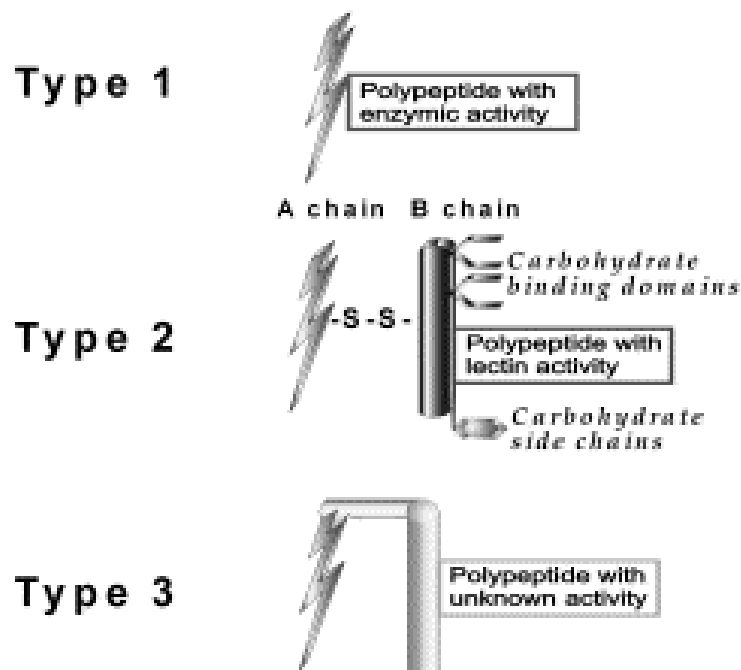 Type 1
Polypeptide with
enzymic activity
A chain B chain
Carbohydrate
binding domains
Type 2
-S-S-
Polypeptide with
lectin activity
Carbohydrate
side chains
Type 3
Polypeptide with
unknown activity